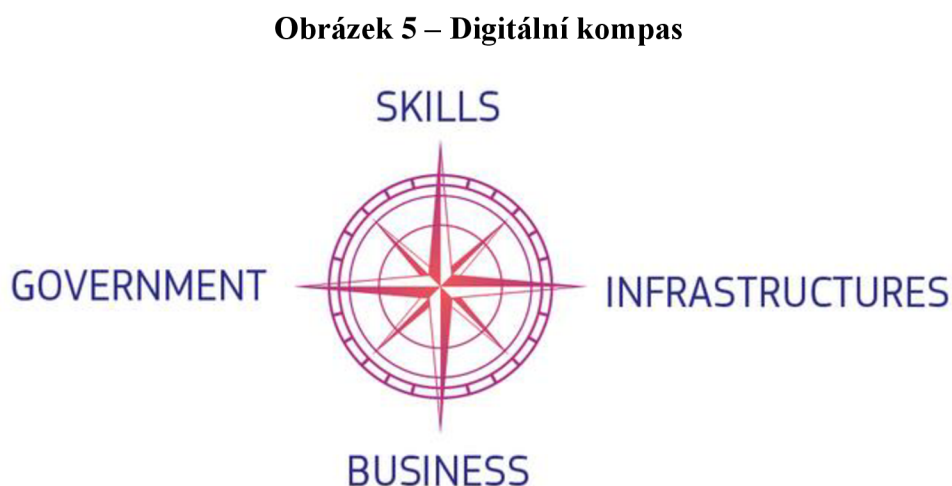 Obrázek 5 – Digitální kompas
SKILLS
GOVERNMENT
INFRASTRUCTURES
BUSINESS